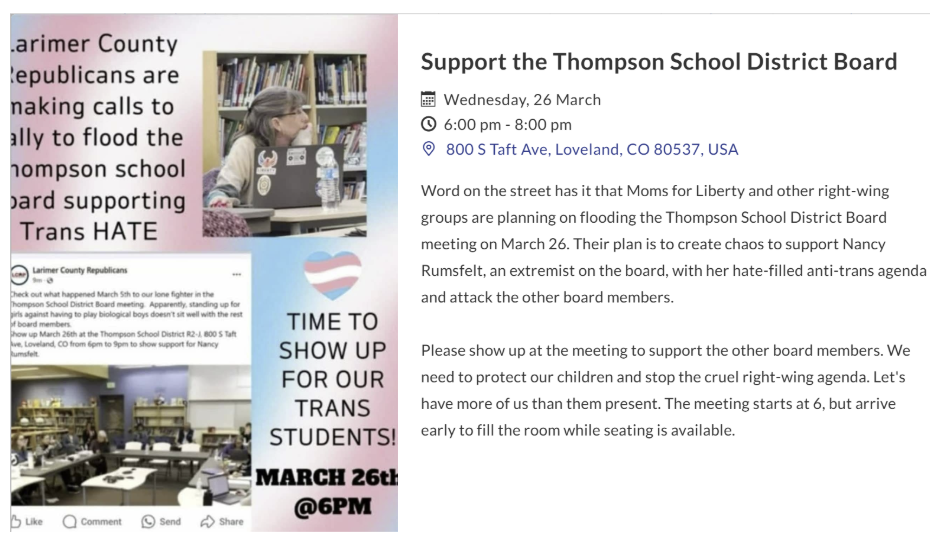 arimer County
epublicans are
making calls to
ally to flood the
hompson school
oard supporting
Trans HATE
Larimer County Republicans
9m
Check out what happened March 5th to our lone fighter in the
Thompson School District Board meeting. Apparently, standing up for
girls against having to play biological boys doesn't sit well with the rest
of board members.
Show up March 26th at the Thompson School District R2-J. 800 S Taft
Ave, Loveland, CO from 6pm to 9pm to show support for Nancy
Rumsfelt.
Like Comment Send Share
TIME TO
SHOW UP
FOR OUR
TRANS
STUDENTS!
MARCH 26th
@6PM
Support the Thompson School District Board
Wednesday, 26 March
6:00 pm - 8:00 pm
800 S Taft Ave, Loveland, CO 80537, USA
Word on the street has it that Moms for Liberty and other right-wing
groups are planning on flooding the Thompson School District Board
meeting on March 26. Their plan is to create chaos to support Nancy
Rumsfelt, an extremist on the board, with her hate-filled anti-trans agenda
and attack the other board members.
Please show up at the meeting to support the other board members. We
need to protect our children and stop the cruel right-wing agenda. Let's
have more of us than them present. The meeting starts at 6, but arrive
early to fill the room while seating is available.